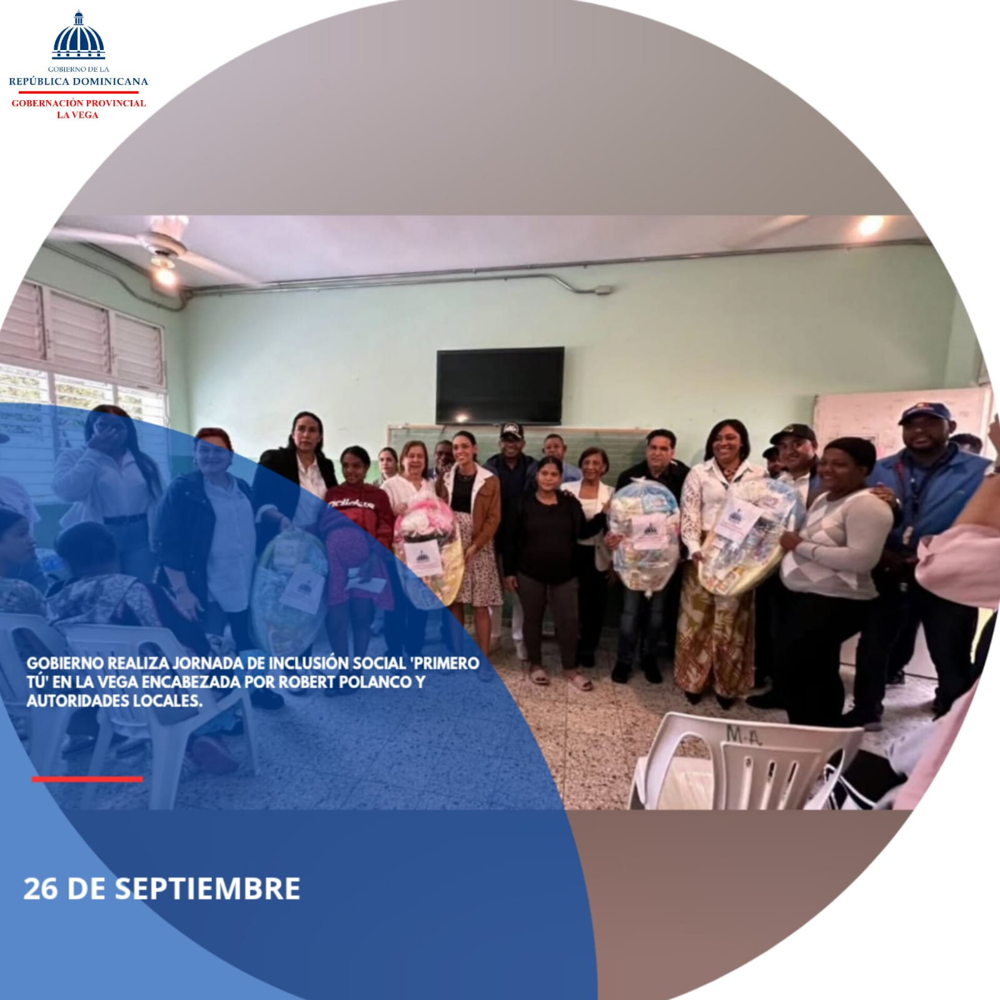 GOBIERNO DE LA
REPÚBLICA DOMINICANA
GOBERNACIÓN PROVINCIAL
LA VEGA
adidas
GOBIERNO REALIZA JORNADA DE INCLUSIÓN SOCIAL 'PRIMERO
TÚ' EN LA VEGA ENCABEZADA POR ROBERT POLANCO Y
AUTORIDADES LOCALES.
M.A
26 DE SEPTIEMBRE